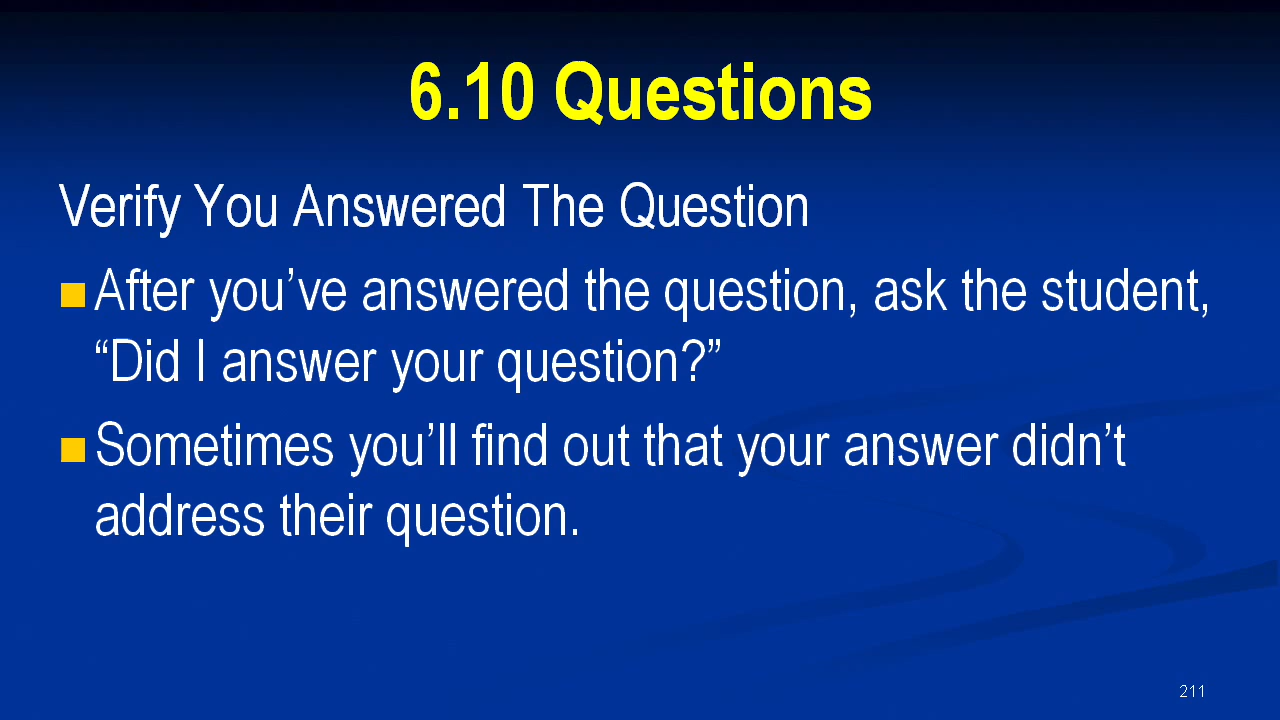 6.10 Questions
Verify You Answered The Question
■ After you’ve answered the question, ask the student,
“Did I answer your question?”
■ Sometimes you’ll find out that your answer didn’t
address their question.
211